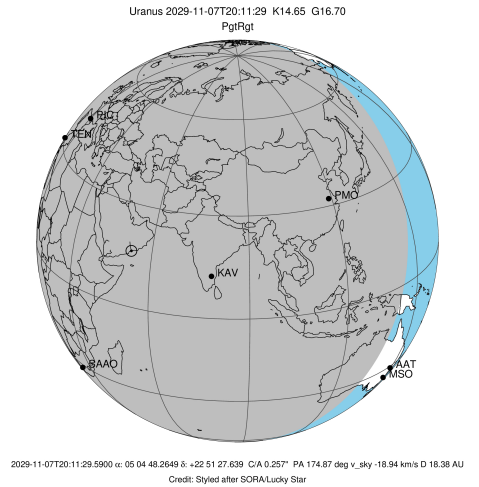 Uranus 2029-11-07T20:11:29 K14.65 G16.70
PgtRgt
PIC
TEN
PMO
KAV
SAAO
AAT
MSO
2029-11-07T20:11:29.5900 α: 05 04 48.2649 δ: +22 51 27.639 C/A 0.257" PA 174.87 deg v_sky -18.94 km/s D 18.38 AU
Credit: Styled after SORA/Lucky Star